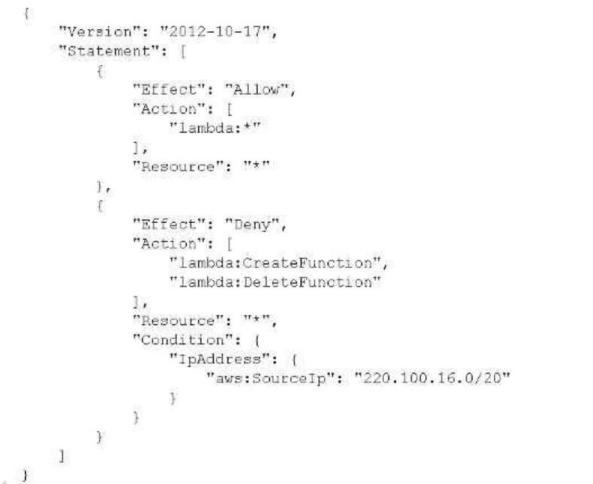 {
"Version": "2012-10-17",
"Statement": [
{
"Effect": "Allow",
"Action": [
"lambda:*"
],
"Resource": "*"
},
{
"Effect": "Deny",
"Action": [
"lambda:CreateFunction",
"lambda:DeleteFunction"
],
"Resource": "*",
"Condition": {
"IpAddress": {
"aws:SourceIp": "220.100.16.0/20"
}
}
}
]
}